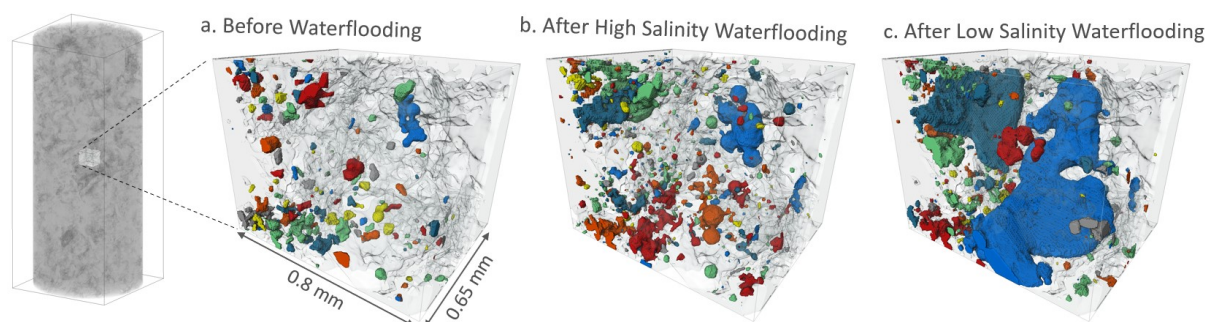 a. Before Waterflooding
b. After High Salinity Waterflooding
c. After Low Salinity Waterflooding
0.8 mm
0.65 mm